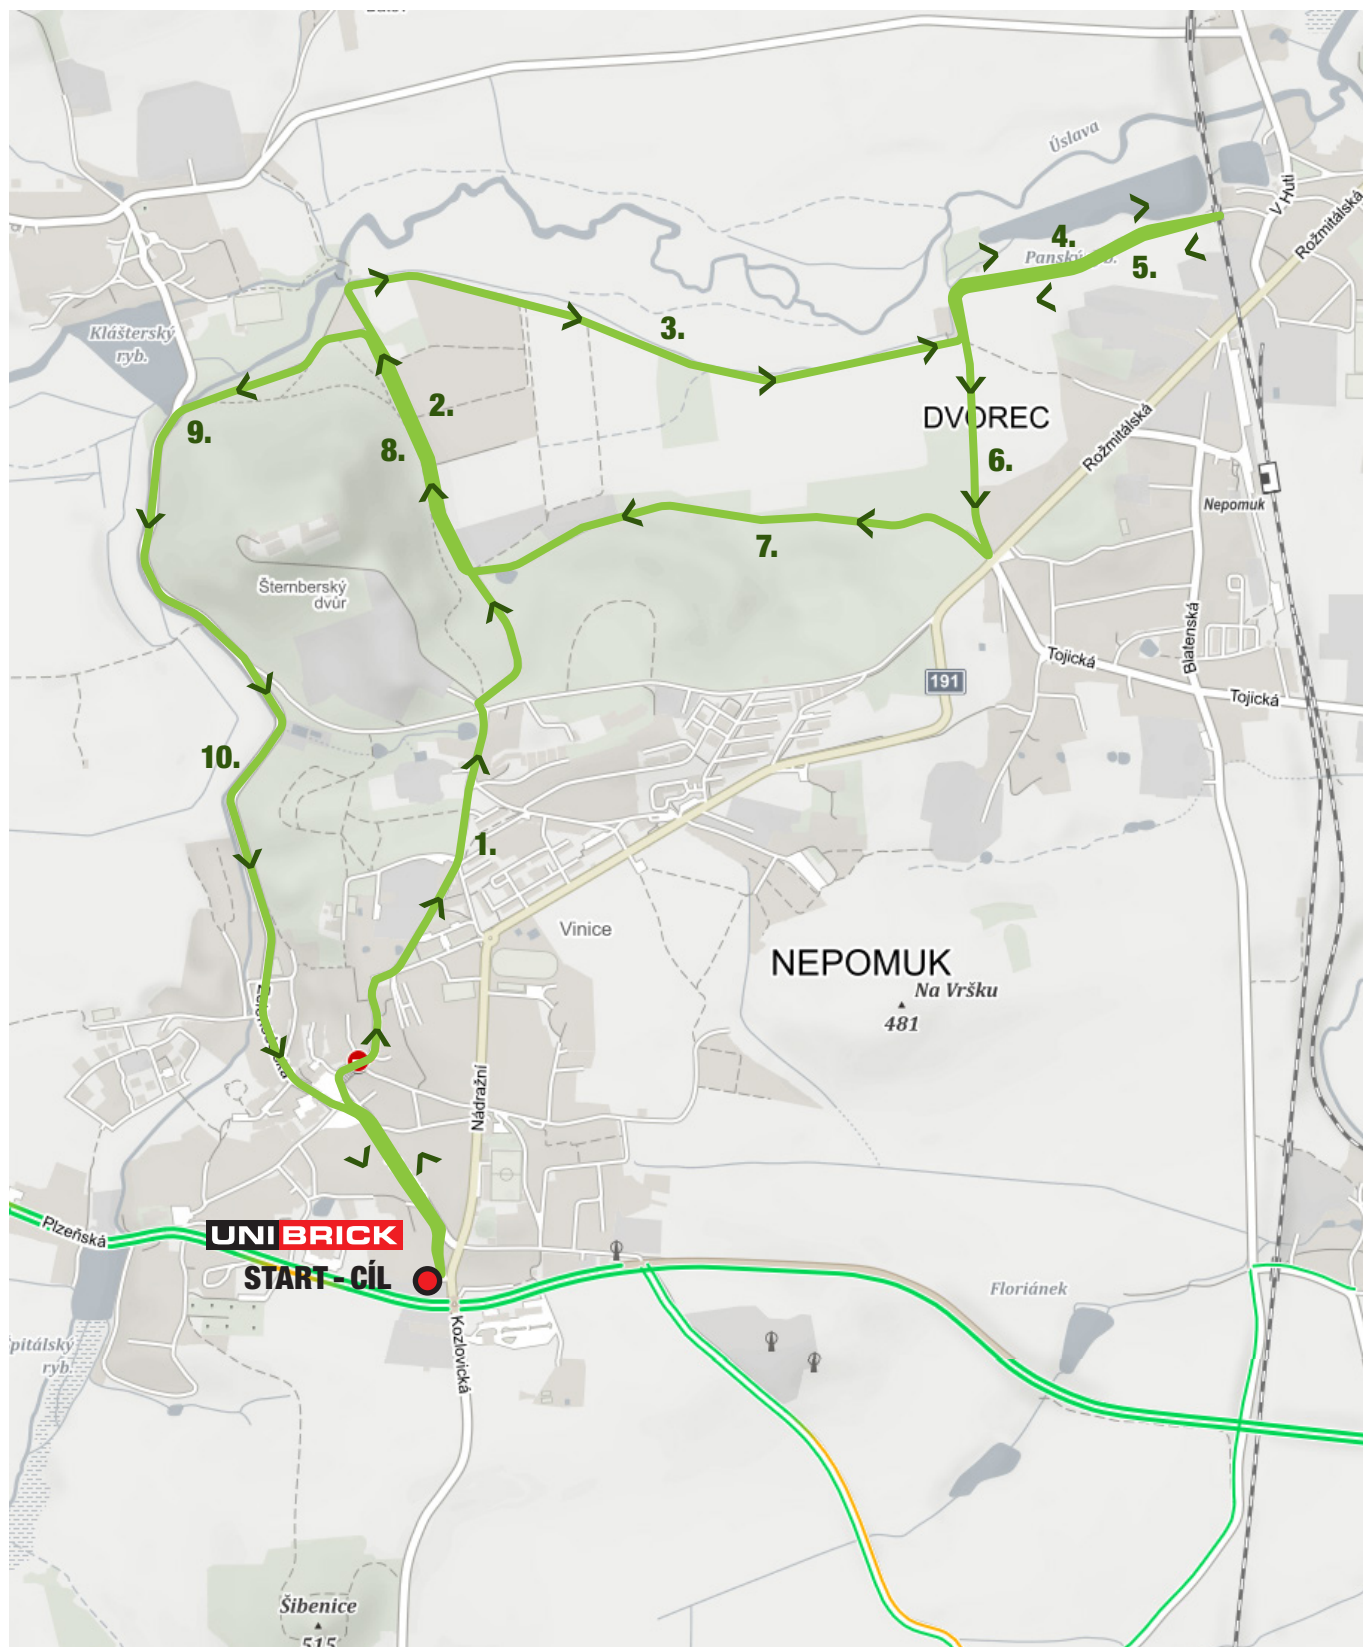 Úslava
V Huti
Rožmitálská
4.
Panský
5.
Klášterský
ryb.
3.
2.
DVOREC
9.
8.
Rožmitálská
6.
Nepomuk
7.
Šternberský
dvůr
Blatenská
Tojická
191
Tojická
10.
1.
Vinice
NEPOMUK
Na Vršku
481
Nádražní
Plzeňská
UNIBRICK
START - CÍL
Floriánek
Kozlovická
pitálský
ryb.
Šibenice
515